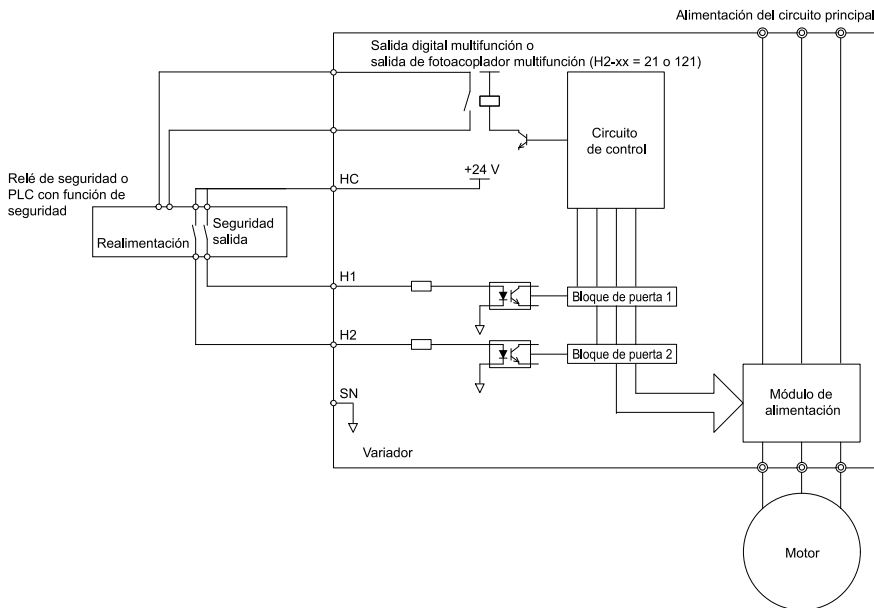 Alimentación del circuito principal
Salida digital multifunción o
salida de fotoacoplador multifunción (H2-xx = 21 o 121)
Circuito
de control
+24 V
HC
Relé de seguridad o
PLC con función de
seguridad
Seguridad
salida
Realimentación
H1
Bloque de puerta 1
H2
Bloque de puerta 2
SN
Módulo de
alimentación
Variador
Motor